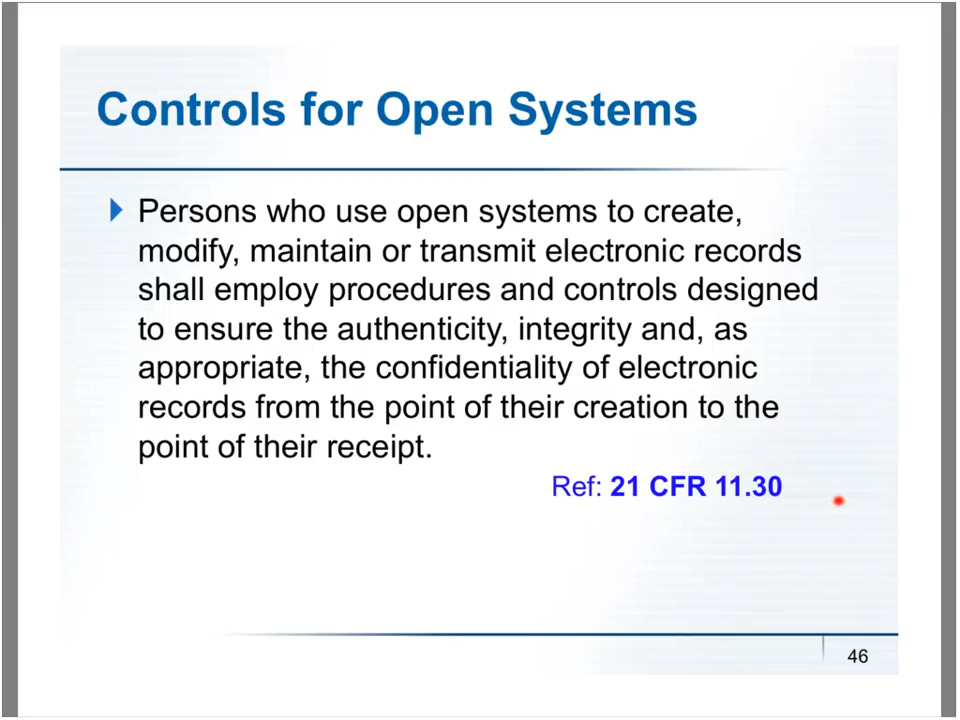 Controls for Open Systems
Persons who use open systems to create,
modify, maintain or transmit electronic records
shall employ procedures and controls designed
to ensure the authenticity, integrity and, as
appropriate, the confidentiality of electronic
records from the point of their creation to the
point of their receipt.
Ref: 21 CFR 11.30
46